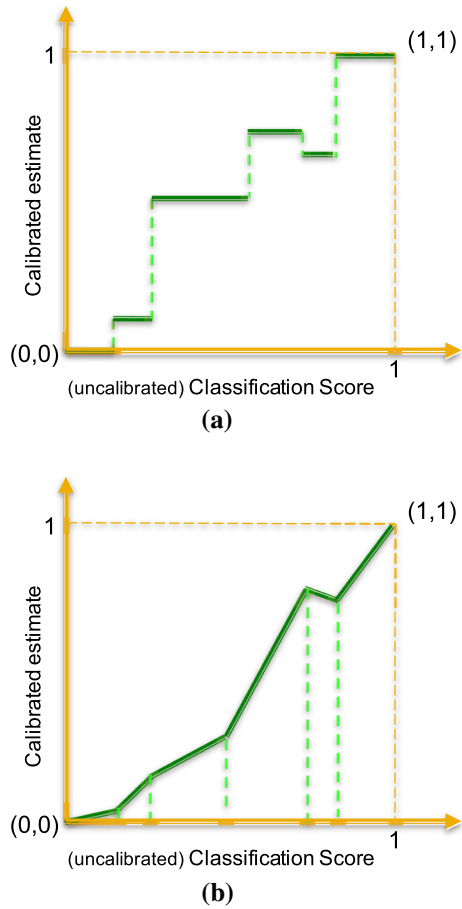 (1,1)
1
Calibrated estimate
(0,0)
1
(uncalibrated) Classification Score
(a)
(1,1)
1
Calibrated estimate
(0,0)
1
(uncalibrated) Classification Score
(b)